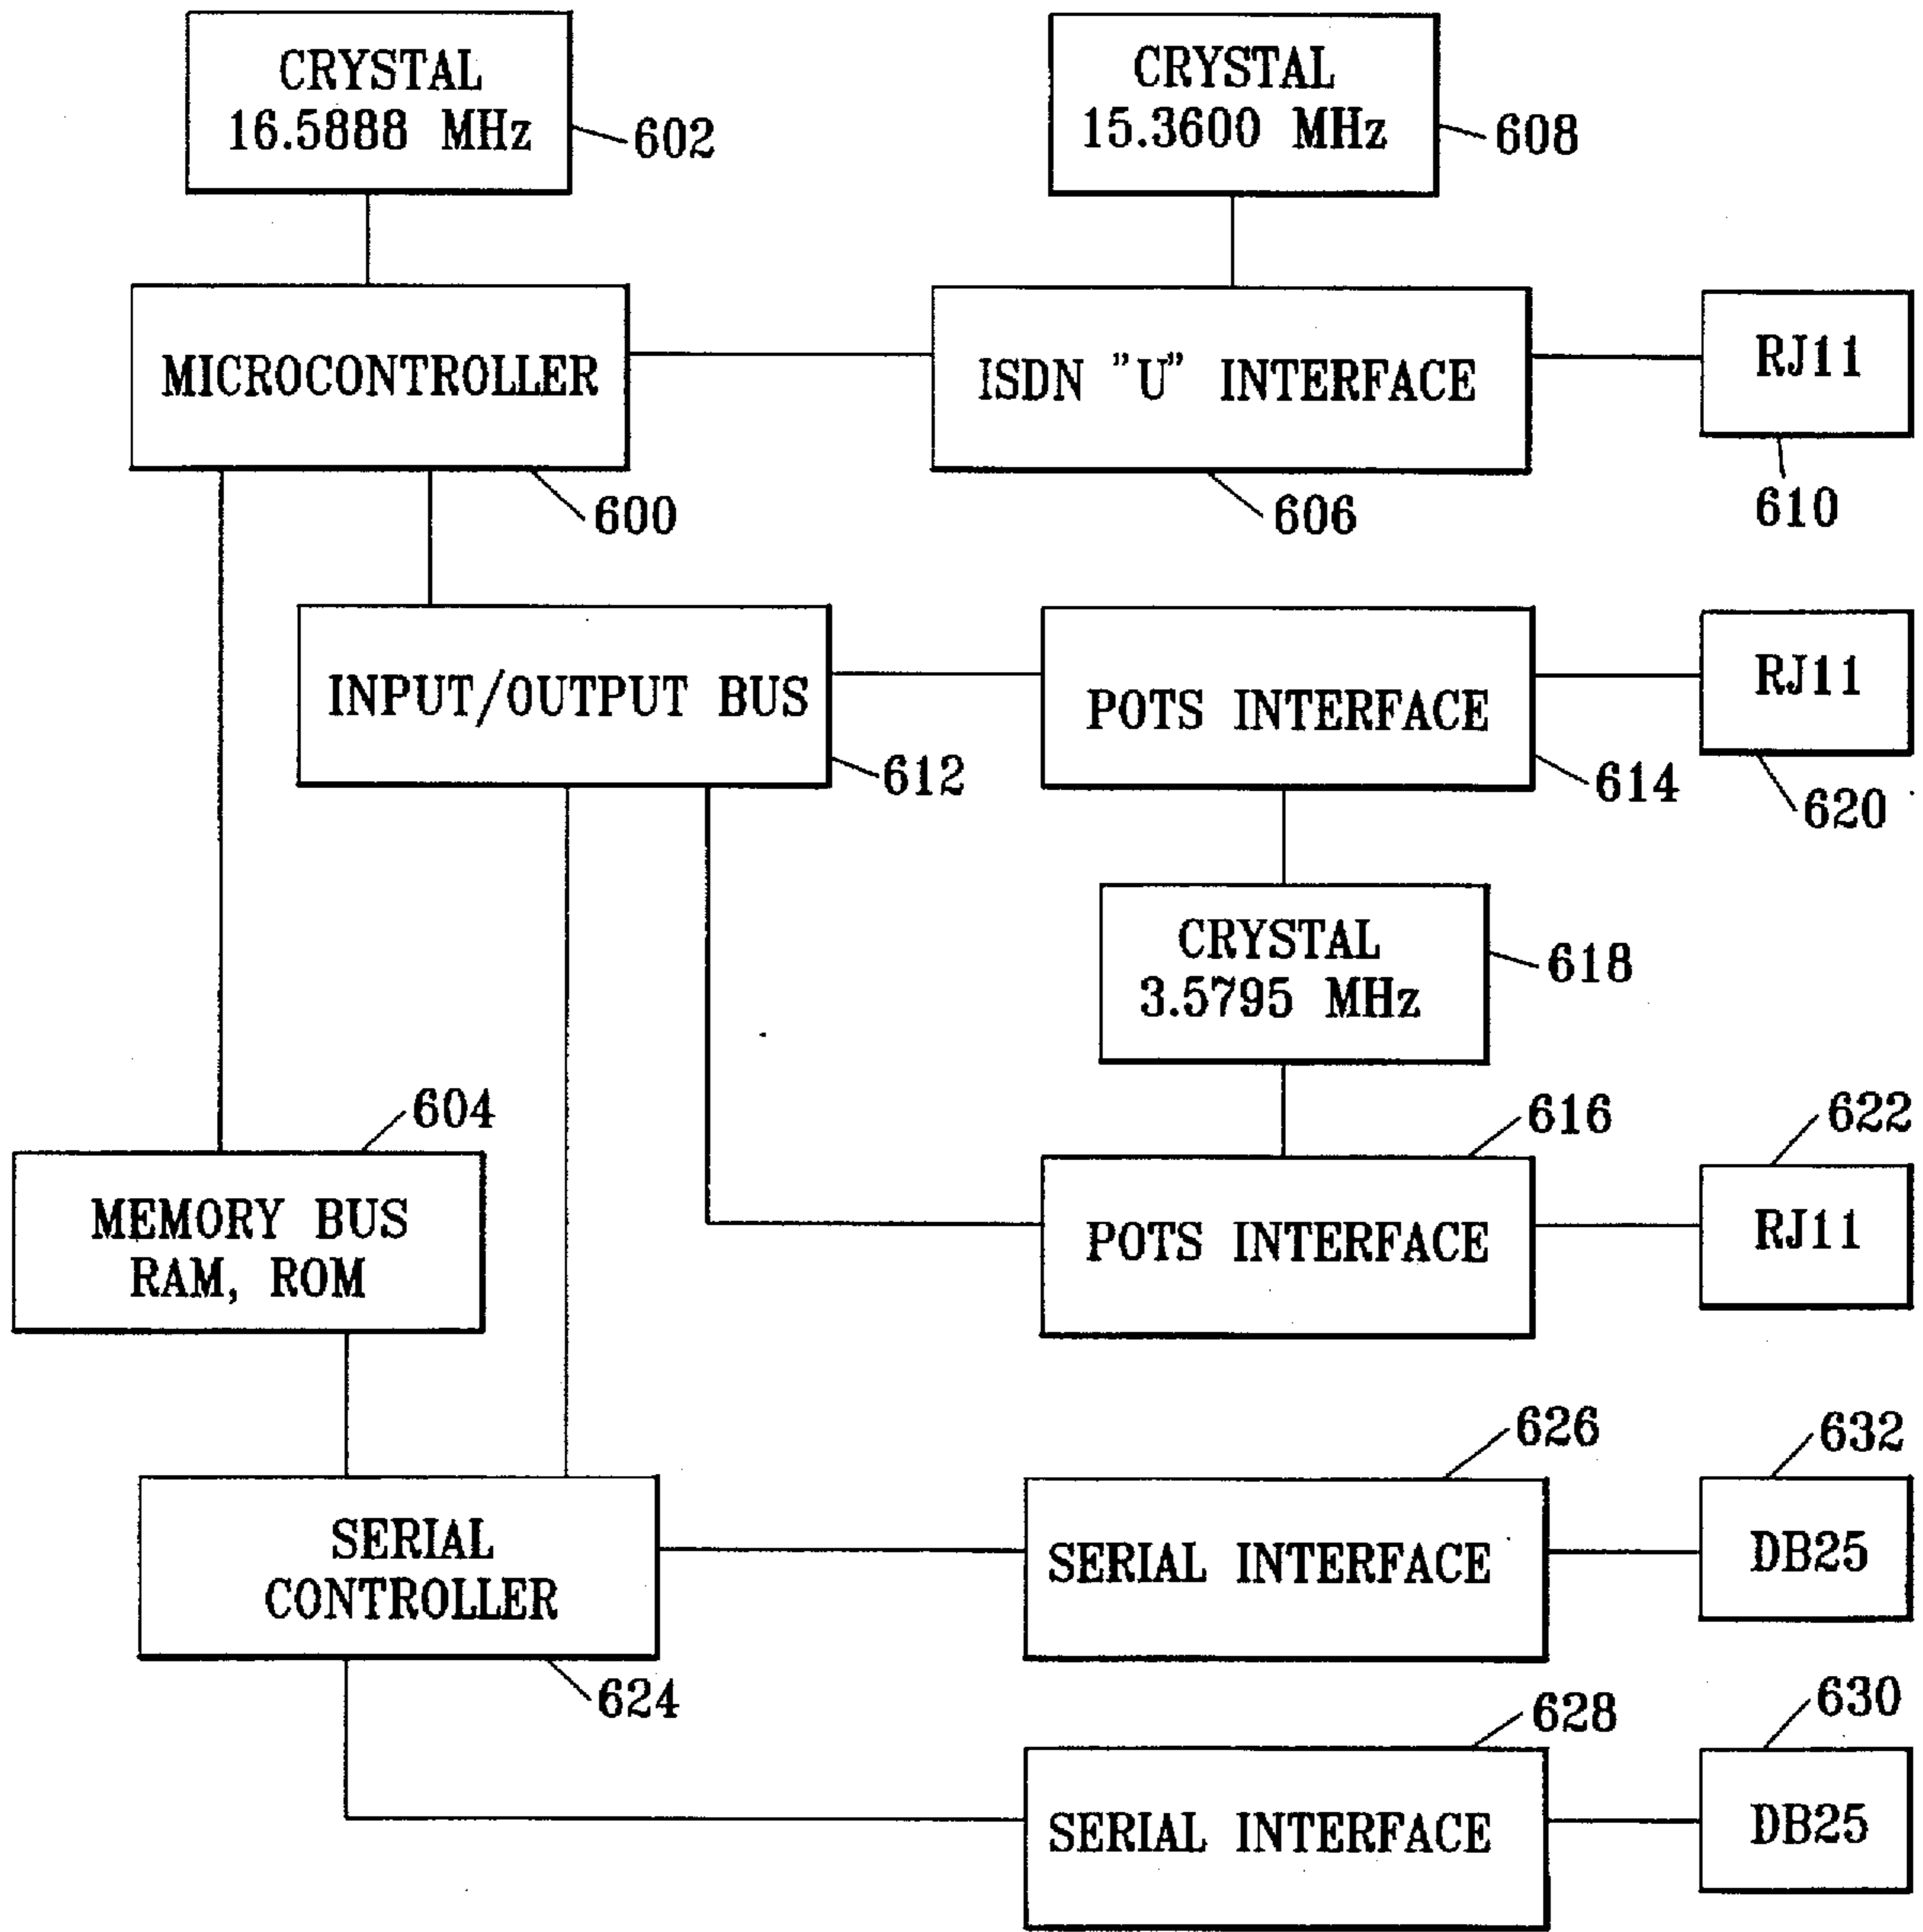 CRYSTAL
16.5888 MHz
602
CRYSTAL
15.3600 MHz
608
MICROCONTROLLER
600
ISDN "U" INTERFACE
606
RJ11
610
INPUT/OUTPUT BUS
612
POTS INTERFACE
614
RJ11
620
CRYSTAL
3.5795 MHz
618
604
MEMORY BUS
RAM, ROM
616
POTS INTERFACE
622
RJ11
SERIAL
CONTROLLER
624
626
SERIAL INTERFACE
632
DB25
628
SERIAL INTERFACE
630
DB25